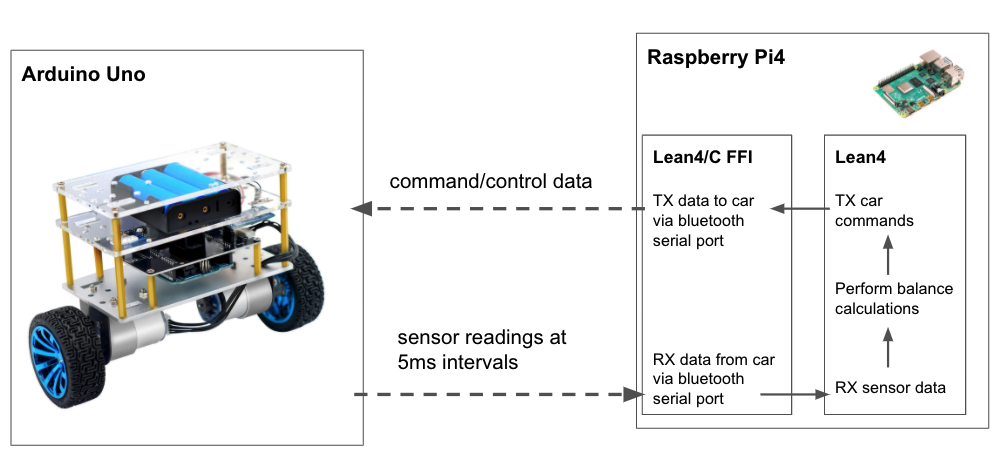 Arduino Uno
command/control data
sensor readings at
5ms intervals
Raspberry Pi4
Lean4/C FFI
TX data to car
via bluetooth
serial port
RX data from car
via bluetooth
serial port
Lean4
TX car
commands
Perform balance
calculations
RX sensor data